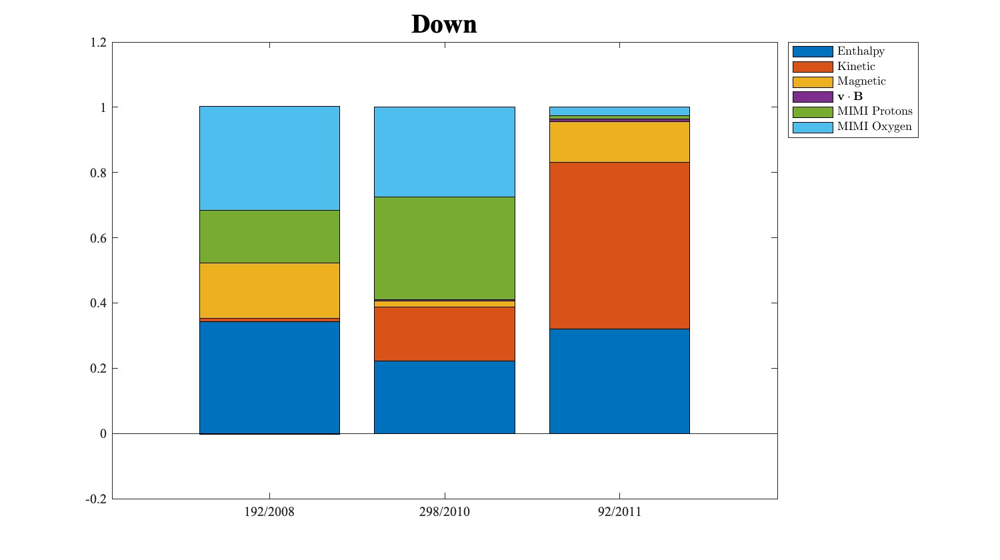 Down
1.2
1
0.8
0.6
0.4
0.2
0
-0.2
192/2008 298/2010 92/2011
Enthalpy
Kinetic
Magnetic
v · B
MIMI Protons
MIMI Oxygen